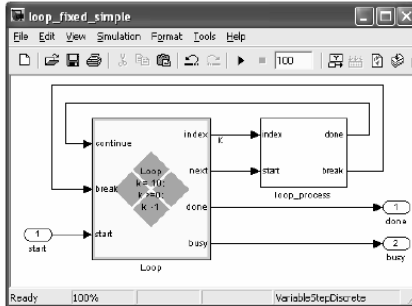 loop_fixed_simple
File Edit View Simulation Format Tools Help
100
continue
break
start
Loop
k=10;
k>=0;
k-1
index
next
done
busy
Loop
K
index
start
done
break
loop_process
1
start
1
done
2
busy
Ready 100% VariableStepDiscrete